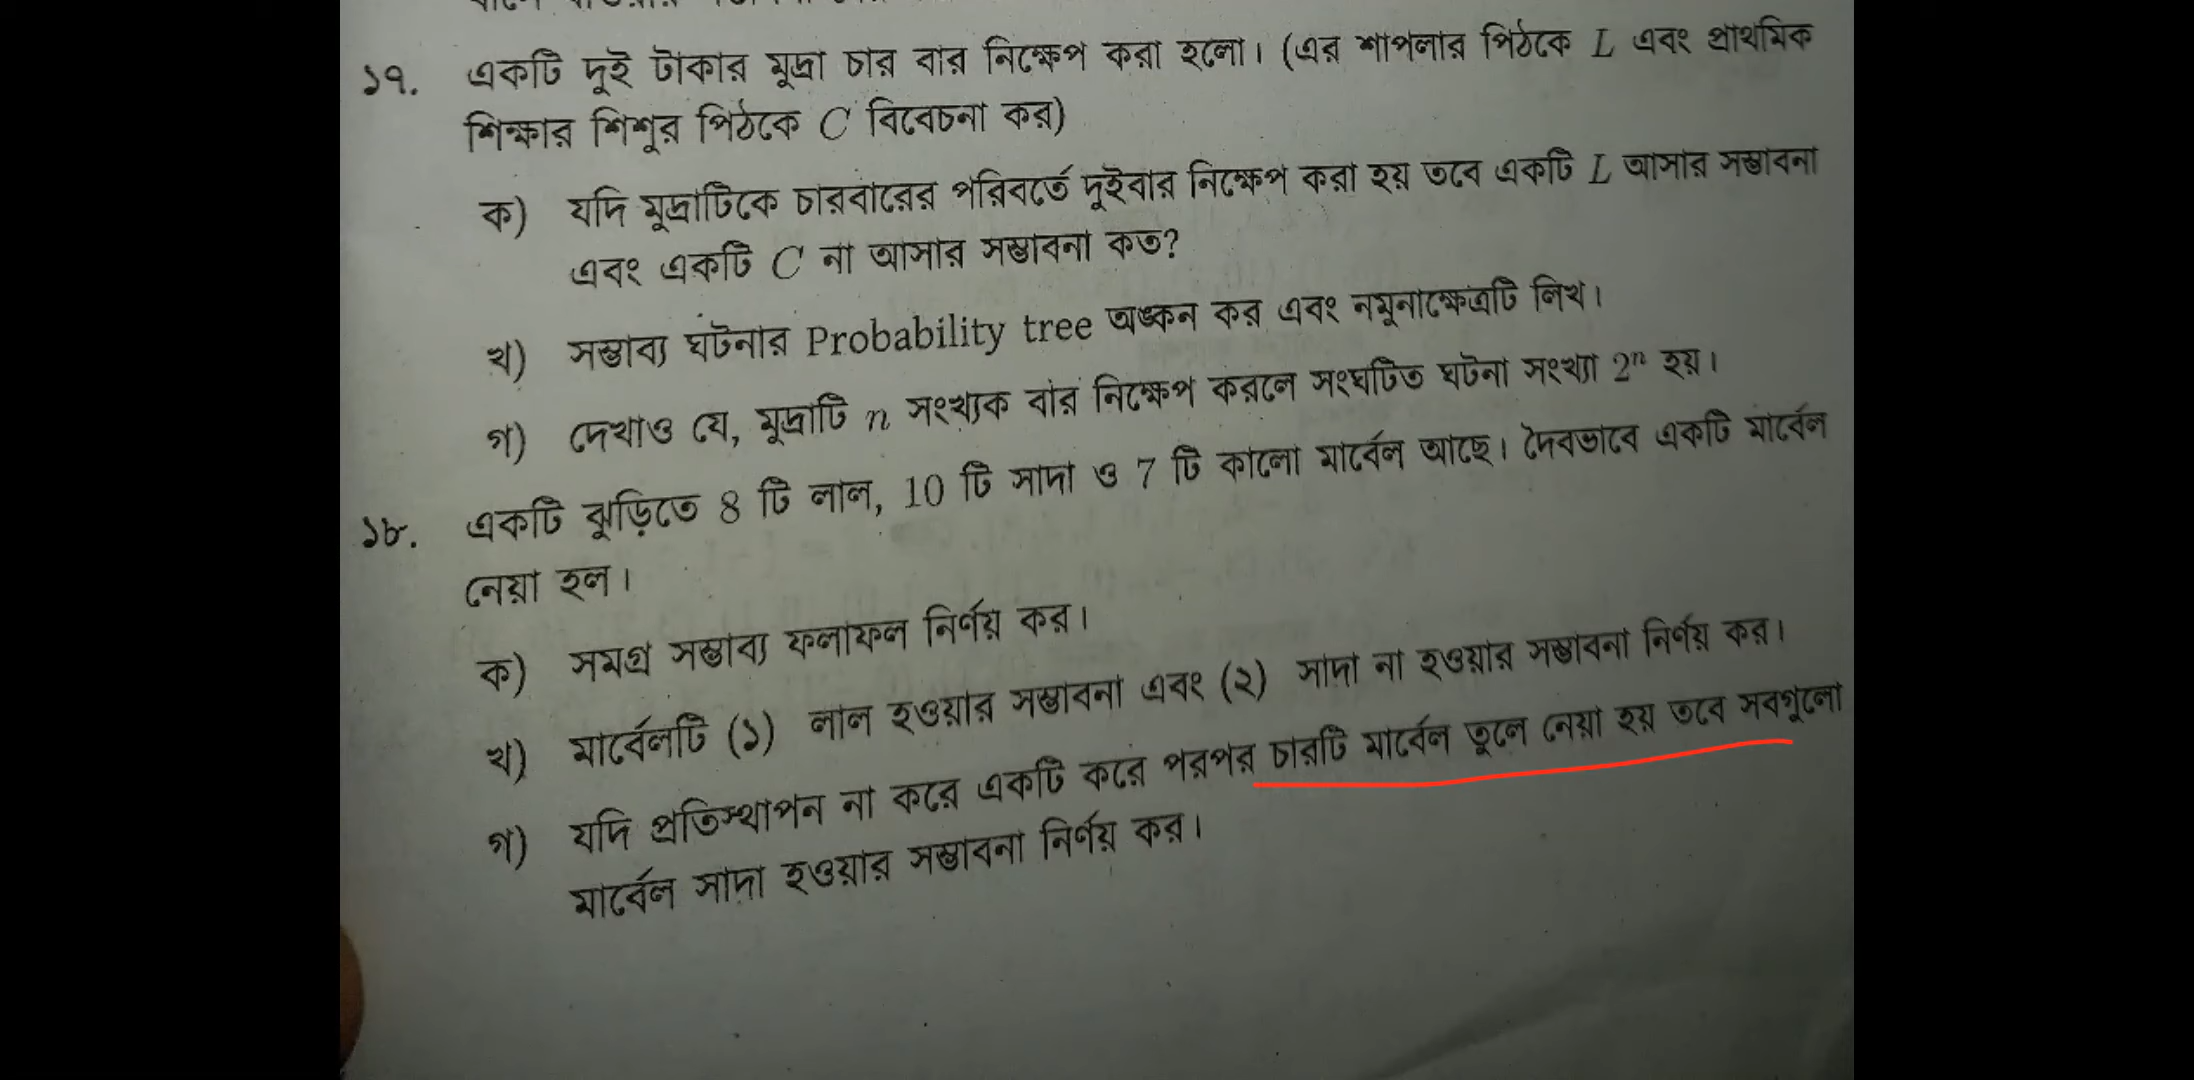 ১৭. একটি দুই টাকার মুদ্রা চার বার নিক্ষেপ করা হলো। (এর শাপলার পিঠকে L এবং প্রাথমিক
শিক্ষার শিশুর পিঠকে C বিবেচনা কর)
ক) যদি মুদ্রাটিকে চারবারের পরিবর্তে দুইবার নিক্ষেপ করা হয় তবে একটি L আসার সম্ভাবনা
এবং একটি C না আসার সম্ভাবনা কত?
খ) সম্ভাব্য ঘটনার Probability tree অঙ্কন কর এবং নমুনাক্ষেত্রটি লিখ।
গ) দেখাও যে, মুদ্রাটি n সংখ্যক বার নিক্ষেপ করলে সংঘটিত ঘটনা সংখ্যা 2ⁿ হয়।
১৮. একটি ঝুড়িতে 8 টি লাল, 10 টি সাদা ও 7 টি কালো মার্বেল আছে। দৈবভাবে একটি মার্বেল
নেয়া হল।
ক) সমগ্র সম্ভাব্য ফলাফল নির্ণয় কর।
খ) মার্বেলটি (১) লাল হওয়ার সম্ভাবনা এবং (২) সাদা না হওয়ার সম্ভাবনা নির্ণয় কর।
গ) যদি প্রতিস্থাপন না করে একটি করে পরপর চারটি মার্বেল তুলে নেয়া হয় তবে সবগুলো
মার্বেল সাদা হওয়ার সম্ভাবনা নির্ণয় কর।